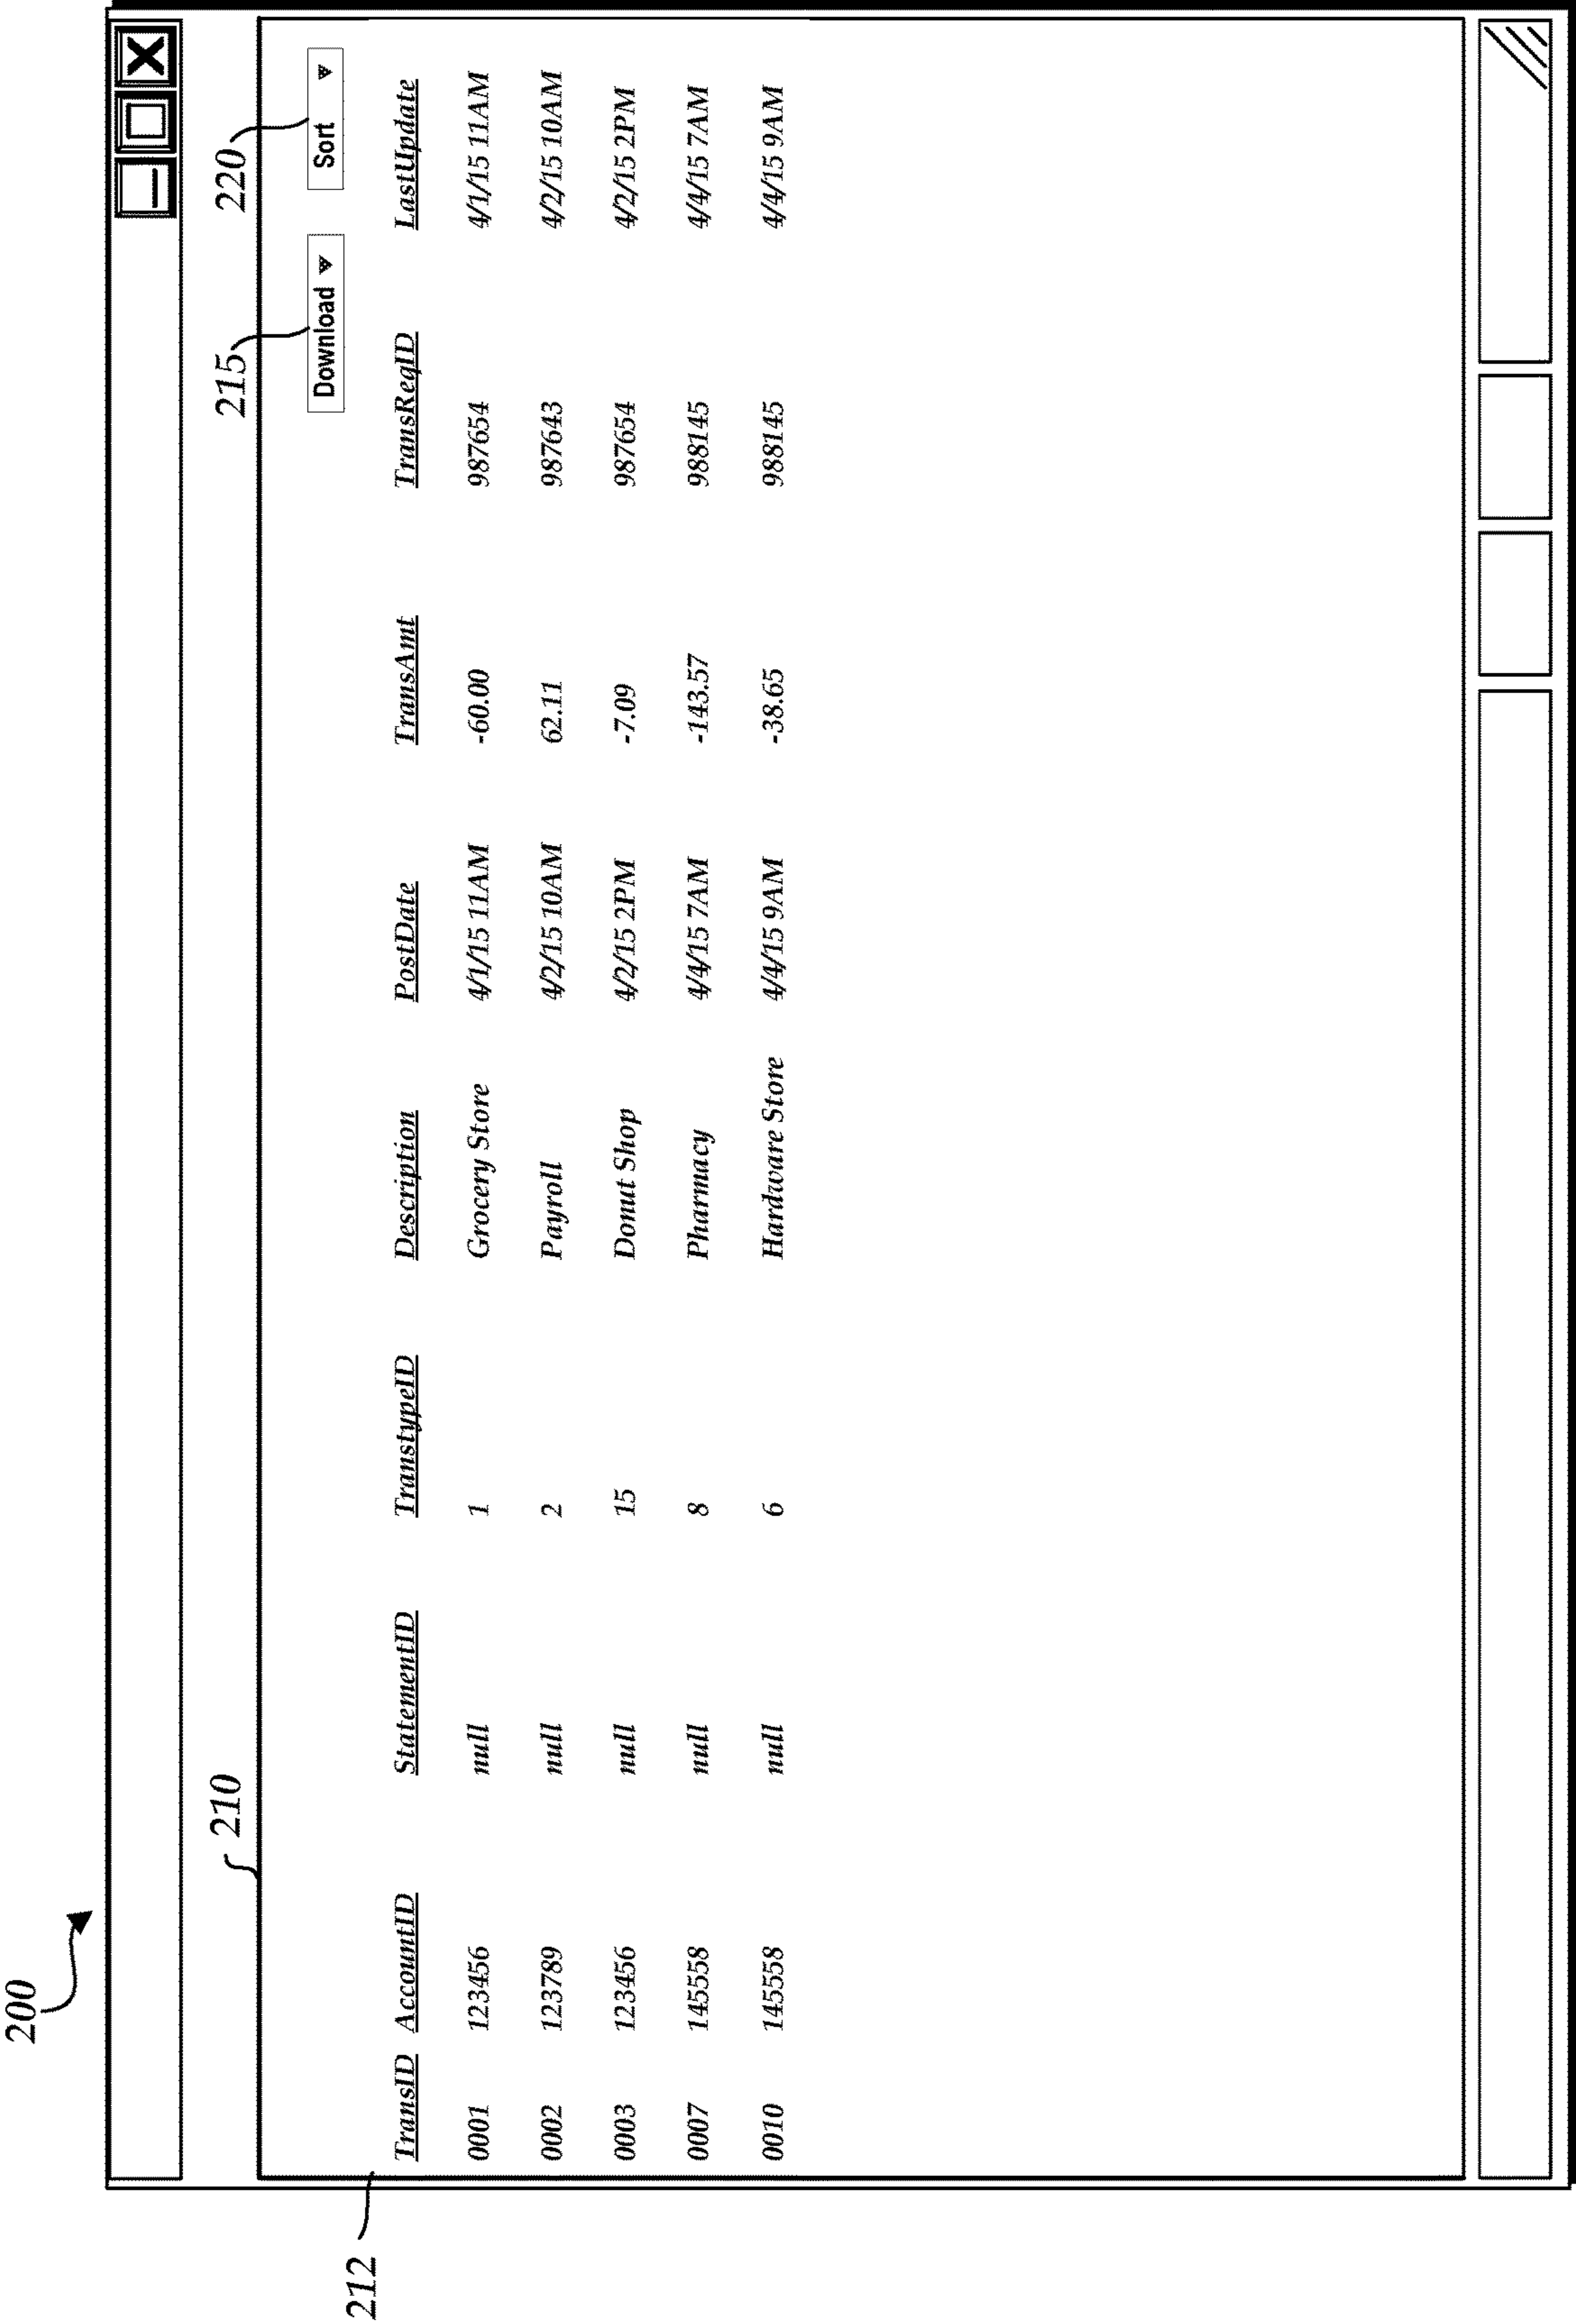 200
210
215
220
212
Download Sort
TransID AccountID StatementID TranstypeID Description PostDate TransAmt TransReqID LastUpdate
0001 123456 null 1 Grocery Store 4/1/15 11AM -60.00 987654 4/1/15 11AM
0002 123789 null 2 Payroll 4/2/15 10AM 62.11 987643 4/2/15 10AM
0003 123456 null 15 Donut Shop 4/2/15 2PM -7.09 987654 4/2/15 2PM
0007 145558 null 8 Pharmacy 4/4/15 7AM -143.57 988145 4/4/15 7AM
0010 145558 null 6 Hardware Store 4/4/15 9AM -38.65 988145 4/4/15 9AM